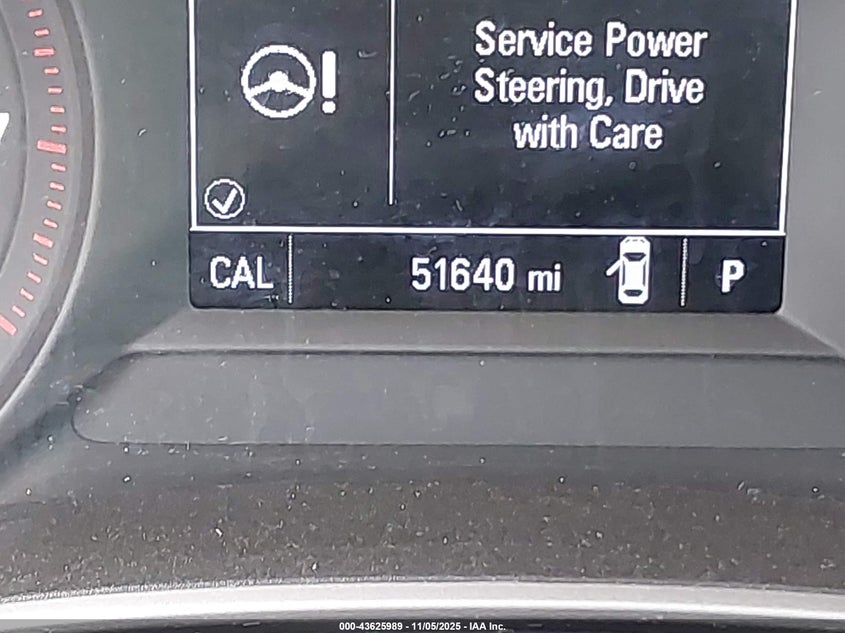 Service Power
Steering, Drive
with Care
CAL
51640 mi
P
000-43625989 - 11/05/2025 - IAA Inc.